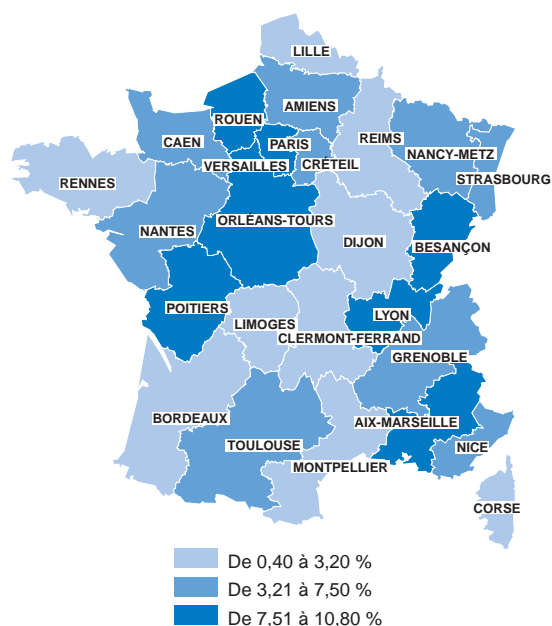 LILLE
AMIENS
ROUEN
PARIS
REIMS
CAEN
NANCY-METZ
VERSAILLES
CRÉTEIL
STRASBOURG
RENNES
ORLÉANS-TOURS
NANTES
DIJON
BESANÇON
POITIERS
LYON
LIMOGES
CLERMONT-FERRAND
GRENOBLE
BORDEAUX
AIX-MARSEILLE
TOULOUSE
NICE
MONTPELLIER
CORSE
De 0,40 à 3,20 %
De 3,21 à 7,50 %
De 7,51 à 10,80 %